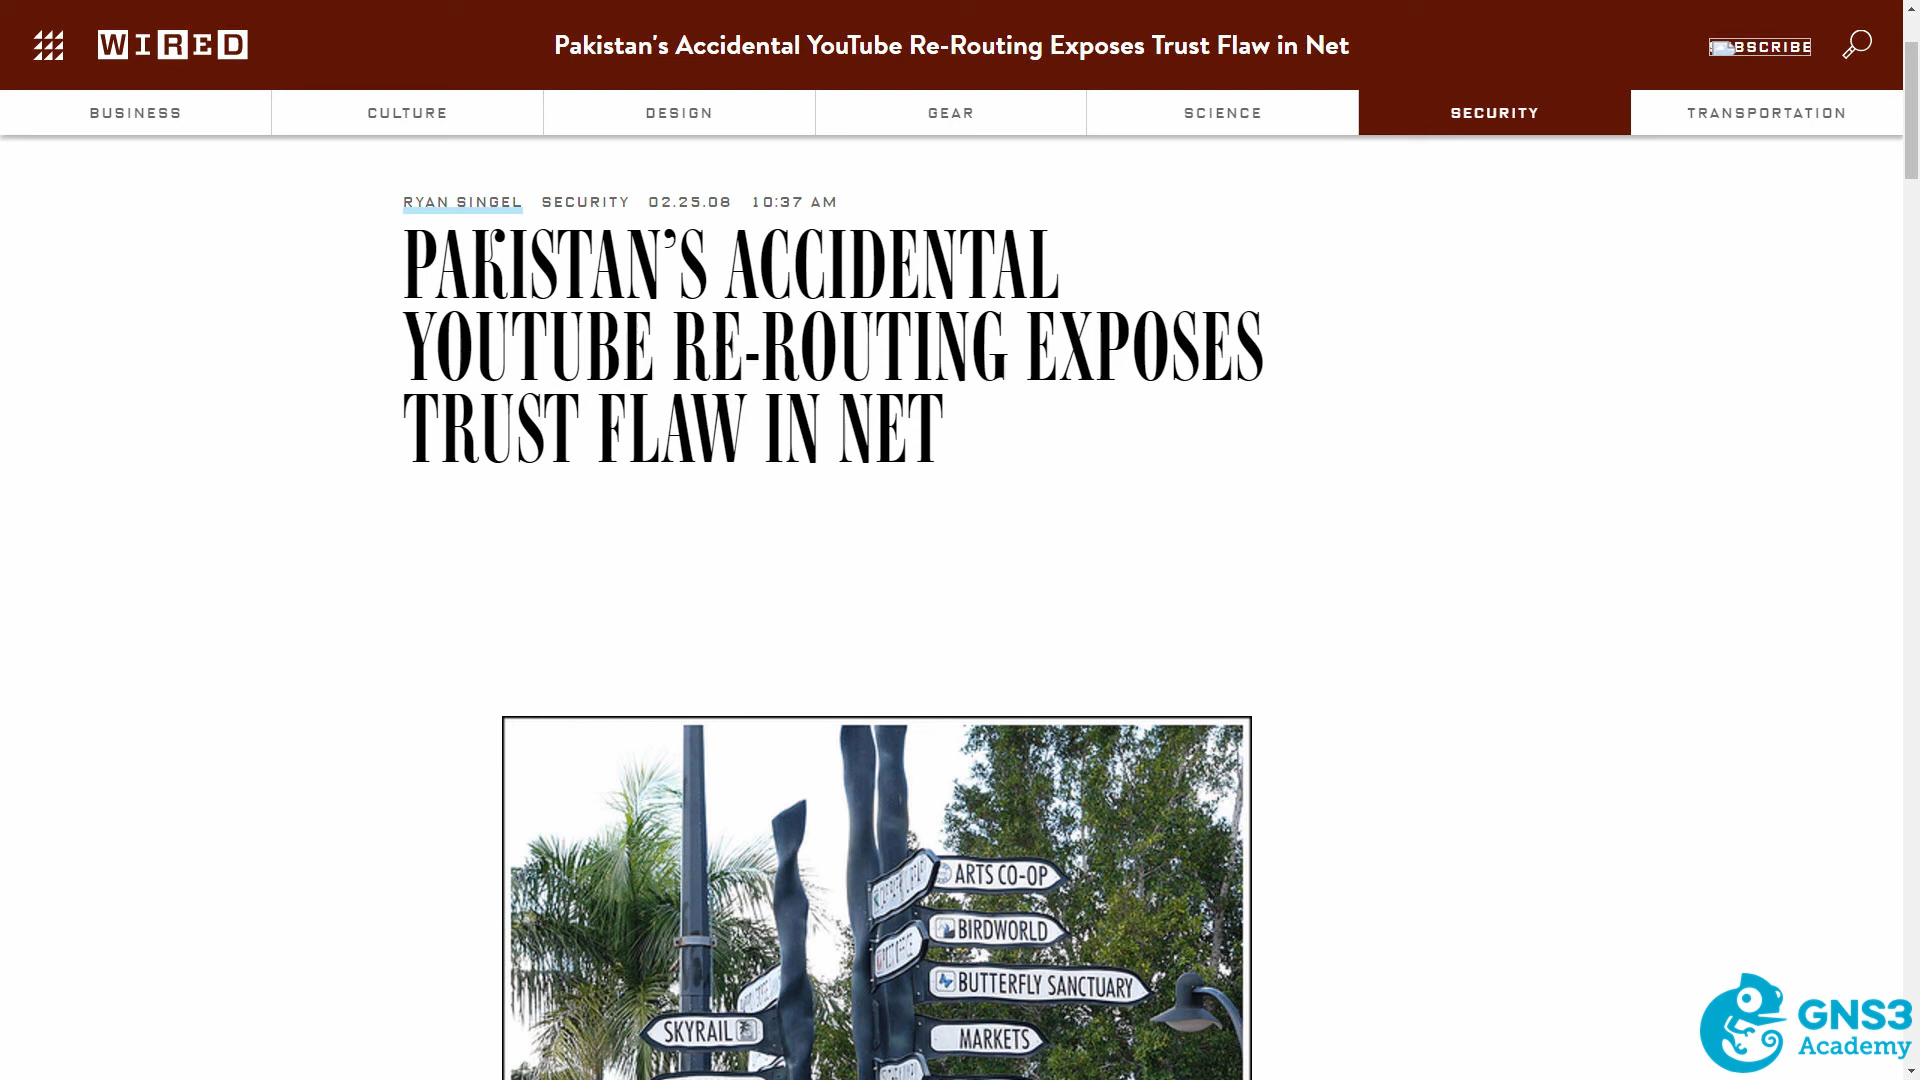 WIRED
Pakistan's Accidental YouTube Re-Routing Exposes Trust Flaw in Net
BUSINESS
CULTURE
DESIGN
GEAR
SCIENCE
SECURITY
TRANSPORTATION
RYAN SINGEL SECURITY 02.25.08 10:37 AM
PAKISTAN’S ACCIDENTAL
YOUTUBE RE-ROUTING EXPOSES
TRUST FLAW IN NET
ARTS CO-OP
BIRDWORLD
POST OFFICE
BUTTERFLY SANCTUARY
SKYRAIL
MARKETS
GNS3
Academy